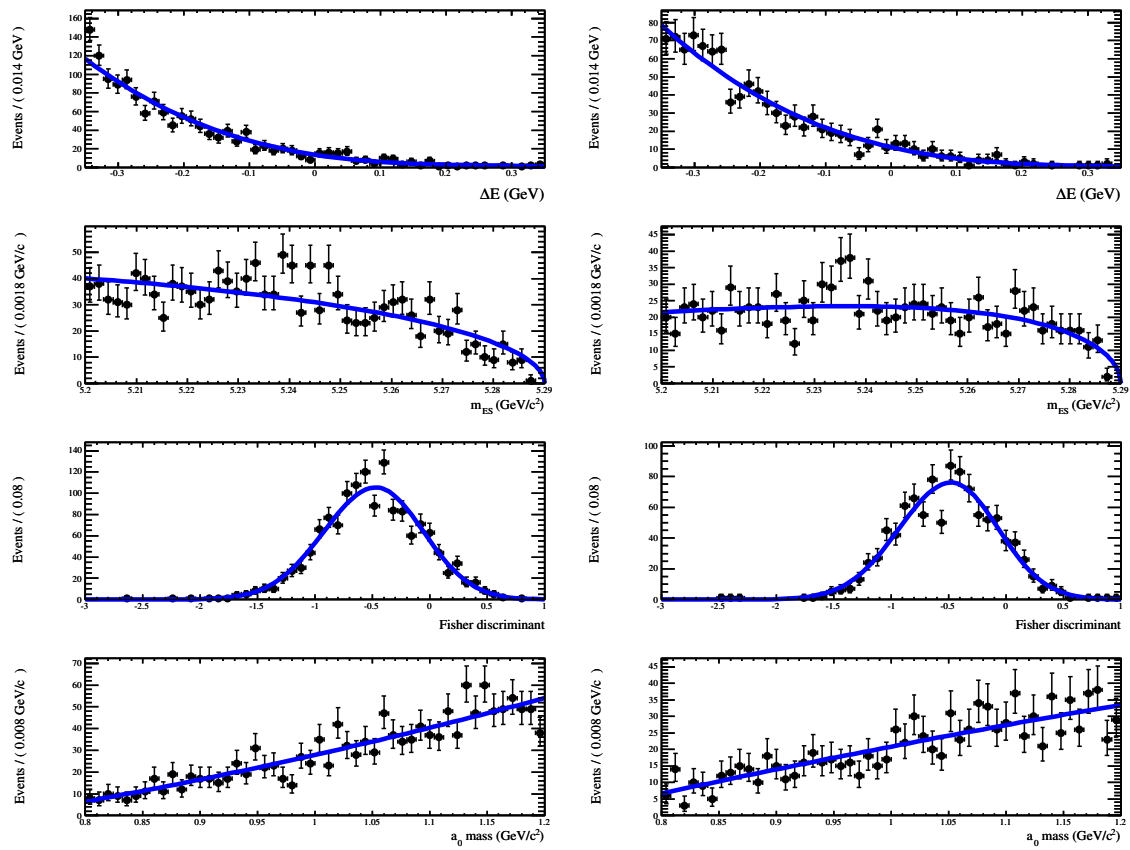 Events / ( 0.014 GeV )
160
140
120
100
80
60
40
20
0
-0.3 -0.2 -0.1 0 0.1 0.2 0.3
ΔE (GeV)
Events / ( 0.014 GeV )
80
70
60
50
40
30
20
10
0
-0.3 -0.2 -0.1 0 0.1 0.2 0.3
ΔE (GeV)
Events / ( 0.0018 GeV/c )
50
40
30
20
10
0
5.2 5.21 5.22 5.23 5.24 5.25 5.26 5.27 5.28 5.29
m_ES (GeV/c²)
Events / ( 0.0018 GeV/c )
45
40
35
30
25
20
15
10
5
0
5.2 5.21 5.22 5.23 5.24 5.25 5.26 5.27 5.28 5.29
m_ES (GeV/c²)
Events / ( 0.08 )
140
120
100
80
60
40
20
0
-3 -2.5 -2 -1.5 -1 -0.5 0 0.5 1
Fisher discriminant
Events / ( 0.08 )
100
80
60
40
20
0
-3 -2.5 -2 -1.5 -1 -0.5 0 0.5 1
Fisher discriminant
Events / ( 0.0008 GeV/c )
70
60
50
40
30
20
10
0
0.8 0.85 0.9 0.95 1 1.05 1.1 1.15 1.2
a_0 mass (GeV/c²)
Events / ( 0.0008 GeV/c )
45
40
35
30
25
20
15
10
5
0
0.8 0.85 0.9 0.95 1 1.05 1.1 1.15 1.2
a_0 mass (GeV/c²)